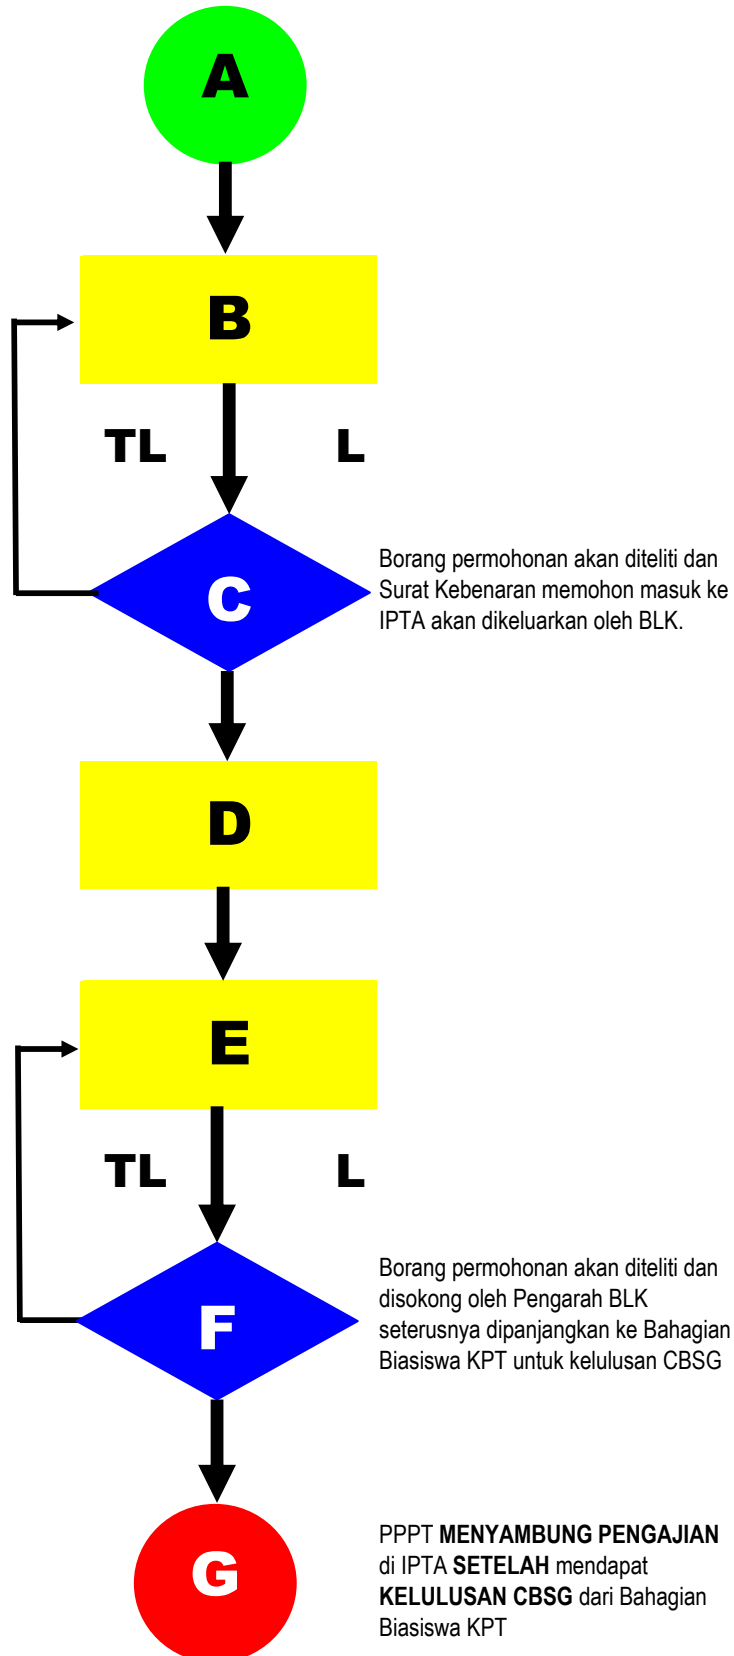 A
B
TL L
C
Borang permohonan akan diteliti dan
Surat Kebenaran memohon masuk ke
IPTA akan dikeluarkan oleh BLK.
D
E
TL L
F
Borang permohonan akan diteliti dan
disokong oleh Pengarah BLK
seterusnya dipanjangkan ke Bahagian
Biasiswa KPT untuk kelulusan CBSG
G
PPPT MENYAMBUNG PENGAJIAN
di IPTA SETELAH mendapat
KELULUSAN CBSG dari Bahagian
Biasiswa KPT